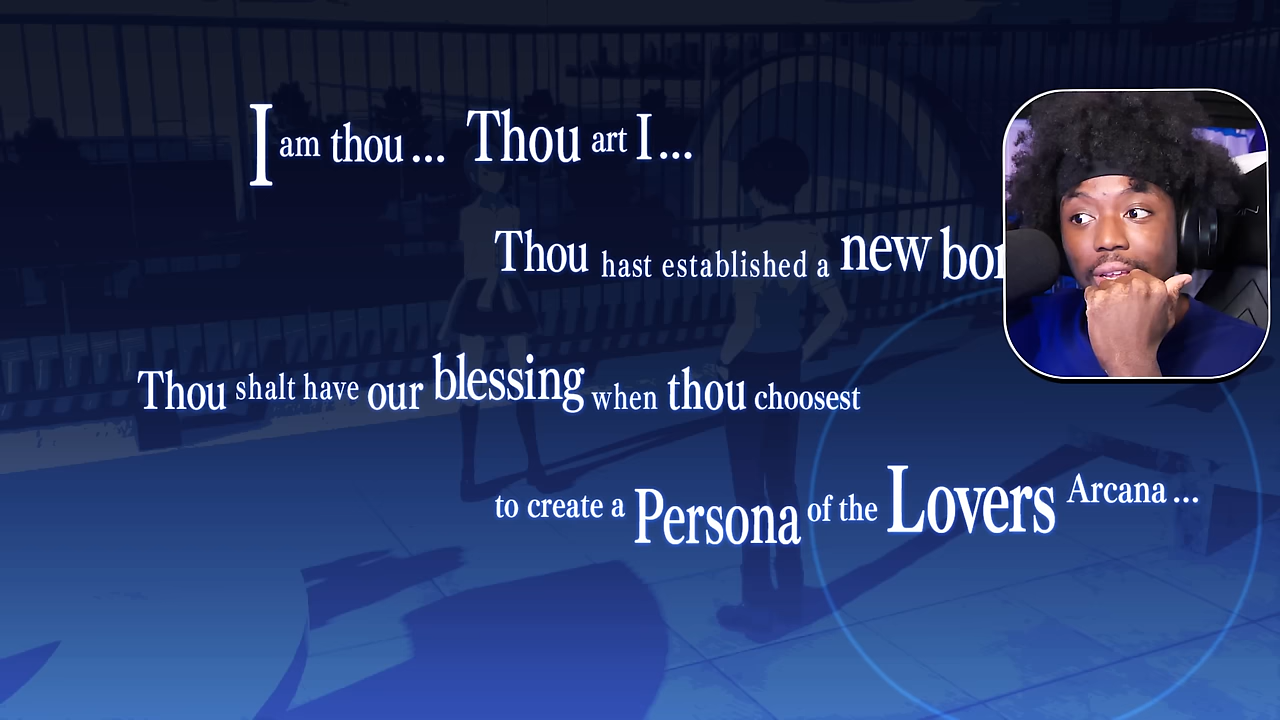 I am thou... Thou art I...
Thou hast established a new
Thou shalt have our blessing when thou choosest
to create a Persona of the Lovers Arcana...